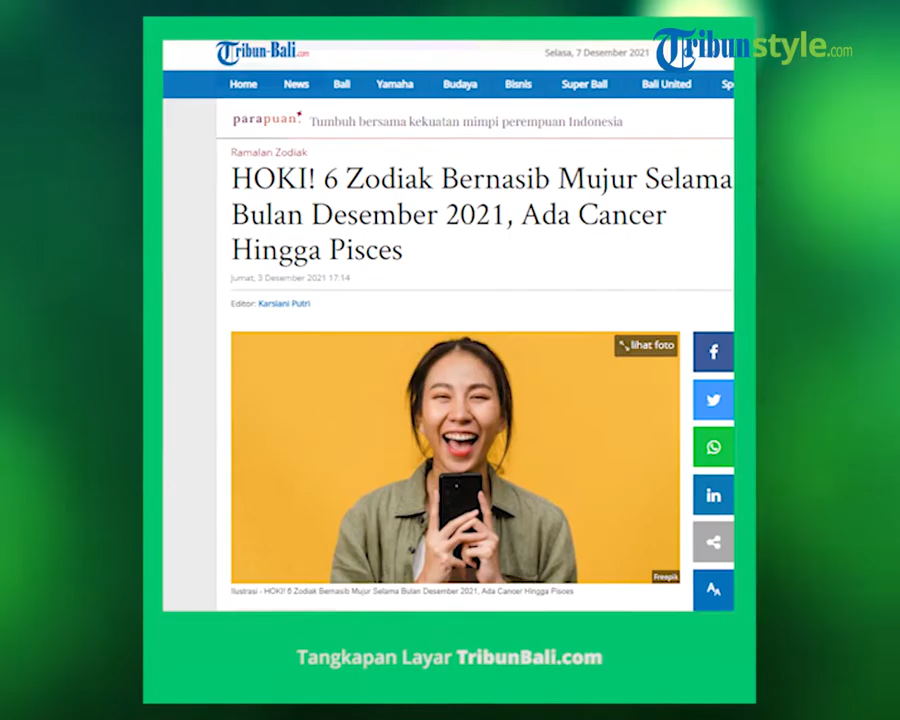 Tribun-Bali.com
Selasa, 7 Desember 2021
Tribunstyle.com
Home News Bali Yamaha Budaya Bisnis Super Ball Bali United Sp
parapuan Tumbuh bersama kekuatan mimpi perempuan Indonesia
Ramalan Zodiak
HOKI! 6 Zodiak Bernasib Mujur Selama
Bulan Desember 2021, Ada Cancer
Hingga Pisces
Jumat, 3 Desember 2021 17:14
Editor: Karsiani Putri
lihat foto
Freepik
Ilustrasi - HOKI! 6 Zodiak Bernasib Mujur Selama Bulan Desember 2021, Ada Cancer Hingga Pisces
Tangkapan Layar TribunBali.com